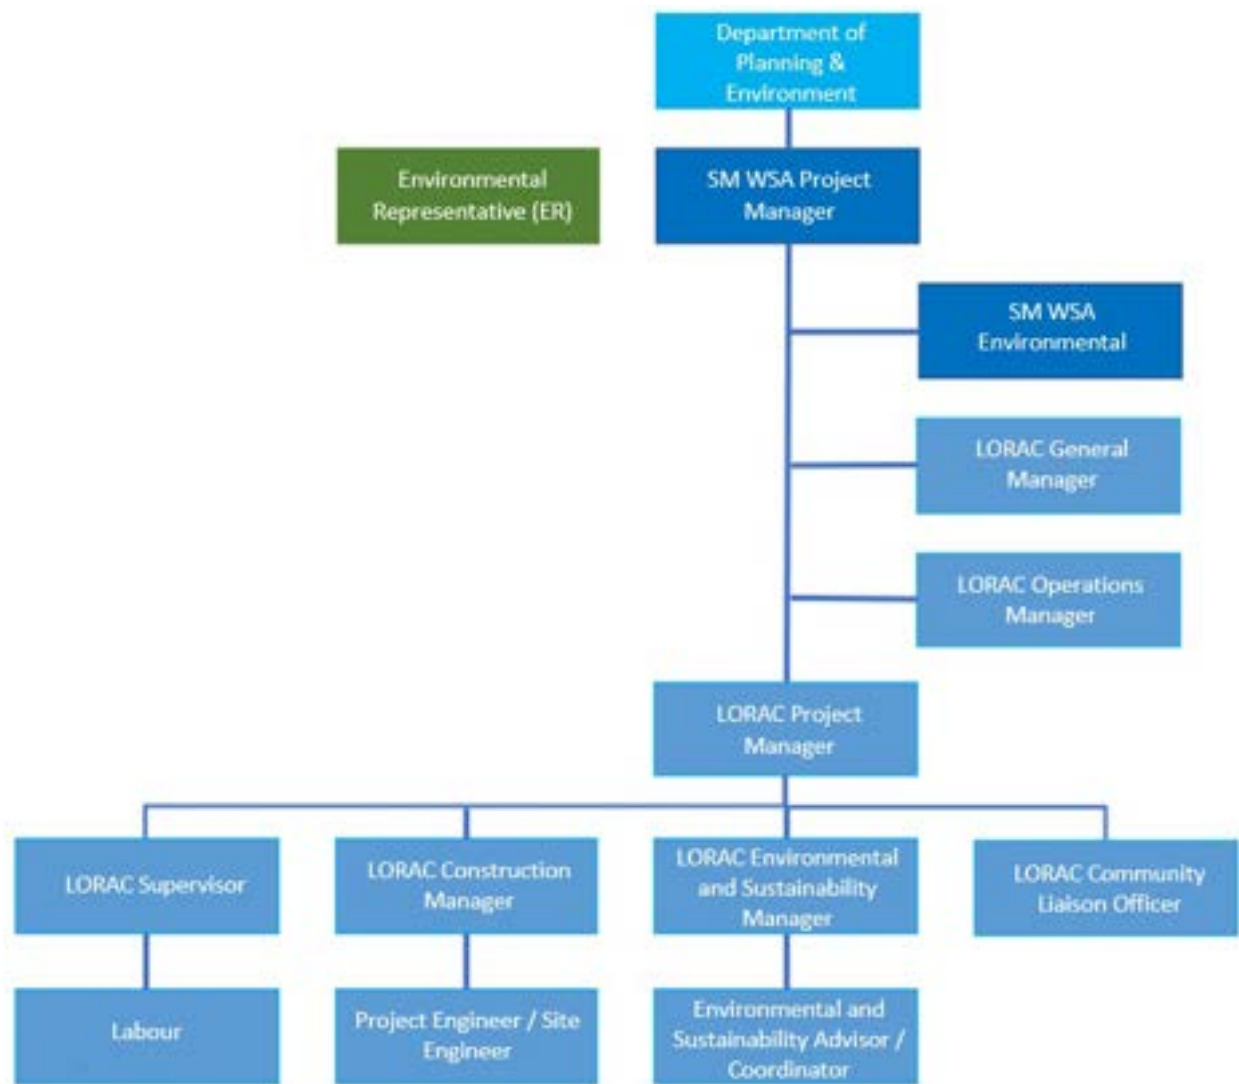 Department of
Planning &
Environment
Environmental
Representative (ER)
SM WSA Project
Manager
SM WSA
Environmental
LORAC General
Manager
LORAC Operations
Manager
LORAC Project
Manager
LORAC Supervisor
LORAC Construction
Manager
LORAC Environmental
and Sustainability
Manager
LORAC Community
Liaison Officer
Labour
Project Engineer / Site
Engineer
Environmental and
Sustainability Advisor /
Coordinator